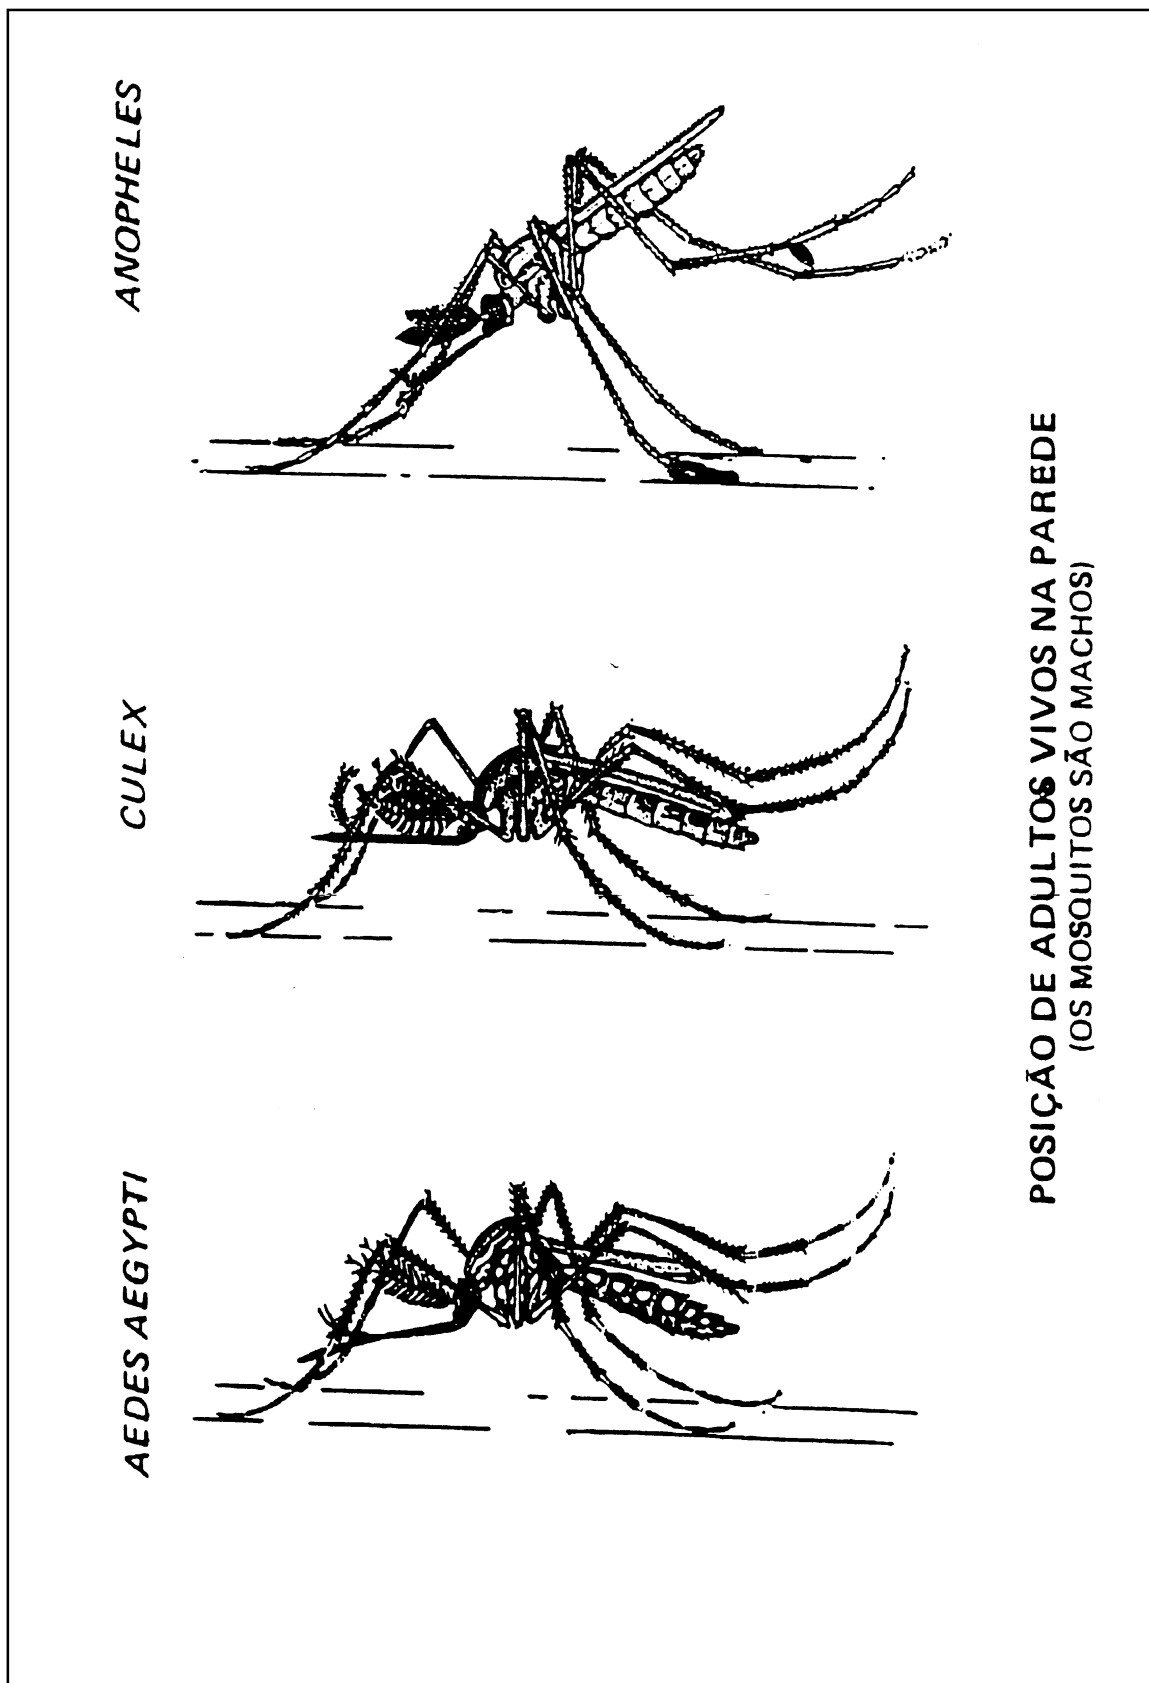 AEDES AEGYPTI
CULEX
ANOPHELES
POSIÇÃO DE ADULTOS VIVOS NA PAREDE
(OS MOSQUITOS SÃO MACHOS)